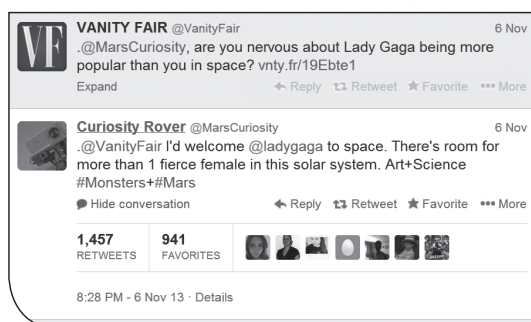 VF
VANITY FAIR @VanityFair 6 Nov
.@MarsCuriosity, are you nervous about Lady Gaga being more
popular than you in space? vnty.fr/19Ebte1
Expand Reply Retweet Favorite More
Curiosity Rover @MarsCuriosity 6 Nov
.@VanityFair I'd welcome @ladygaga to space. There's room for
more than 1 fierce female in this solar system. Art+Science
#Monsters+#Mars
Hide conversation Reply Retweet Favorite More
1,457 941
RETWEETS FAVORITES
8:28 PM - 6 Nov 13 · Details